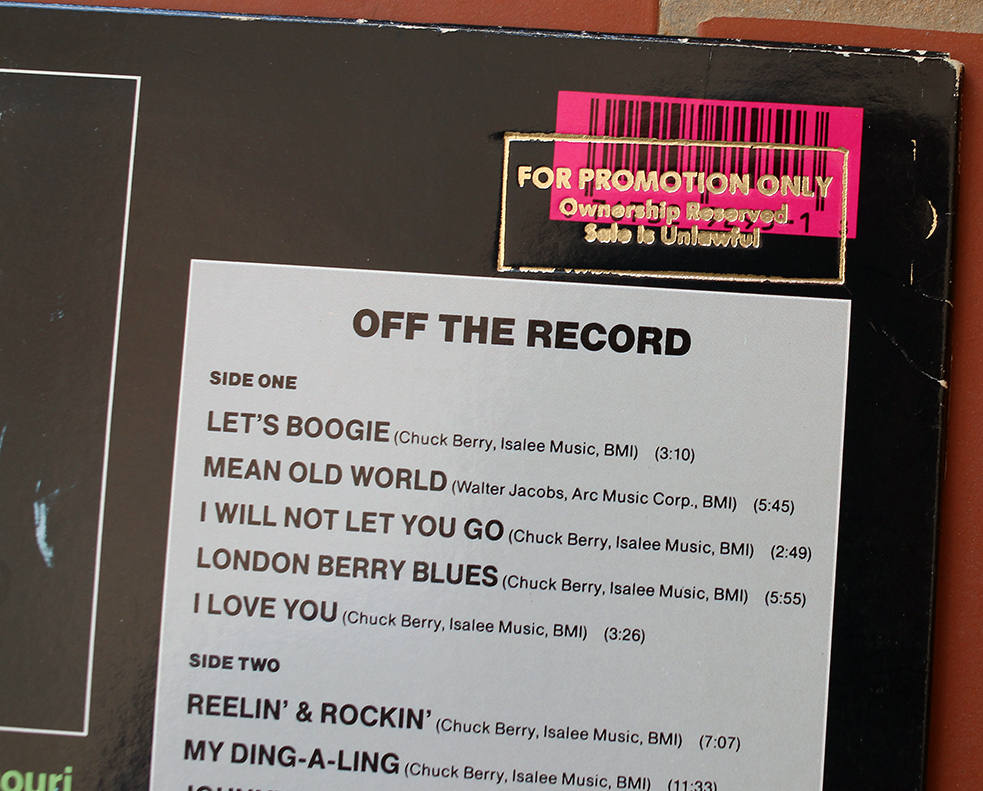 FOR PROMOTION ONLY
Ownership Reserved
Sale Is Unlawful
OFF THE RECORD
SIDE ONE
LET'S BOOGIE (Chuck Berry, Isalee Music, BMI) (3:10)
MEAN OLD WORLD (Walter Jacobs, Arc Music Corp., BMI) (5:45)
I WILL NOT LET YOU GO (Chuck Berry, Isalee Music, BMI) (2:49)
LONDON BERRY BLUES (Chuck Berry, Isalee Music, BMI) (5:55)
I LOVE YOU (Chuck Berry, Isalee Music, BMI) (3:26)
SIDE TWO
REELIN' & ROCKIN' (Chuck Berry, Isalee Music, BMI) (7:07)
MY DING-A-LING (Chuck Berry, Isalee Music, BMI) (11:33)
ouri